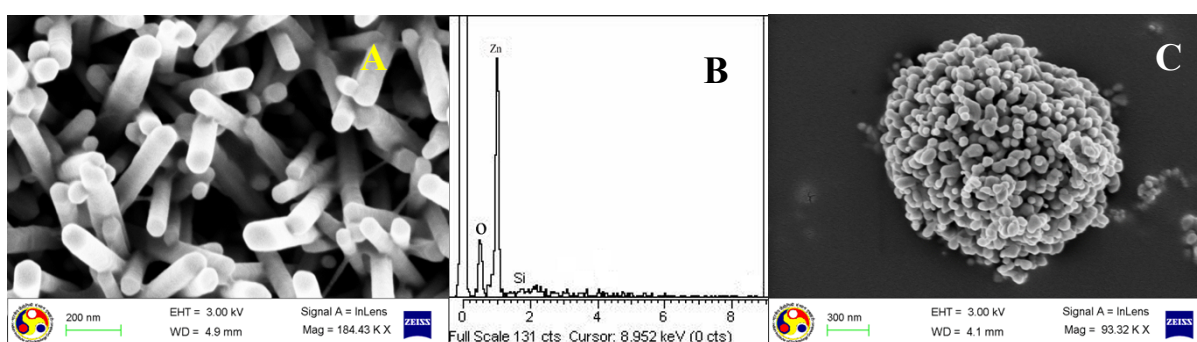 A
200 nm
EHT = 3.00 kV
WD = 4.9 mm
Signal A = InLens
Mag = 184.43 K X
ZEISS
B
Zn
O
Si
0 2 4 6 8
Full Scale 131 cts Cursor: 8.952 keV (0 cts)
C
300 nm
EHT = 3.00 kV
WD = 4.1 mm
Signal A = InLens
Mag = 93.32 K X
ZEISS